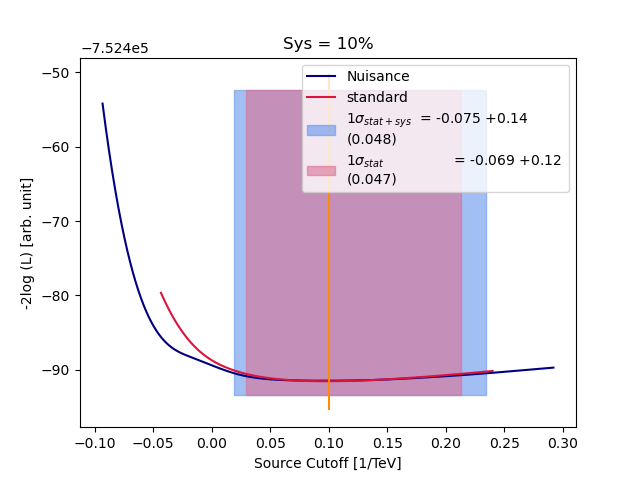 Sys = 10%
−7.524e5
−50
−60
−70
−80
−90
-2log (L) [arb. unit]
Nuisance
standard
1σstat+sys = -0.075 +0.14
(0.048)
1σstat = -0.069 +0.12
(0.047)
−0.10 −0.05 0.00 0.05 0.10 0.15 0.20 0.25 0.30
Source Cutoff [1/TeV]